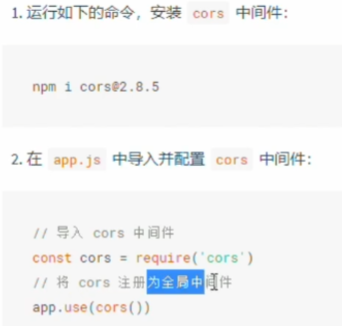 1. 运行如下的命令，安装 cors 中间件：
npm i cors@2.8.5
2. 在 app.js 中导入并配置 cors 中间件：
// 导入 cors 中间件
const cors = require('cors')
// 将 cors 注册为全局中间件
app.use(cors())